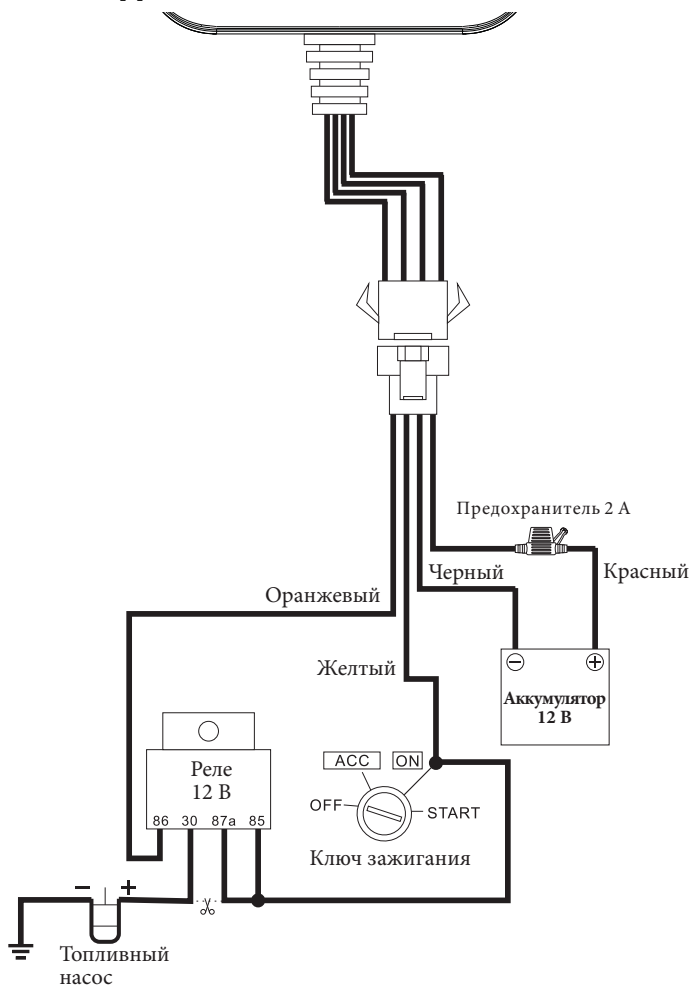 Предохранитель 2 А
Черный
Красный
Оранжевый
Желтый
− +
Аккумулятор
12 В
Реле
12 В
86 30 87a 85
ACC ON
OFF START
Ключ зажигания
− +
Топливный
насос